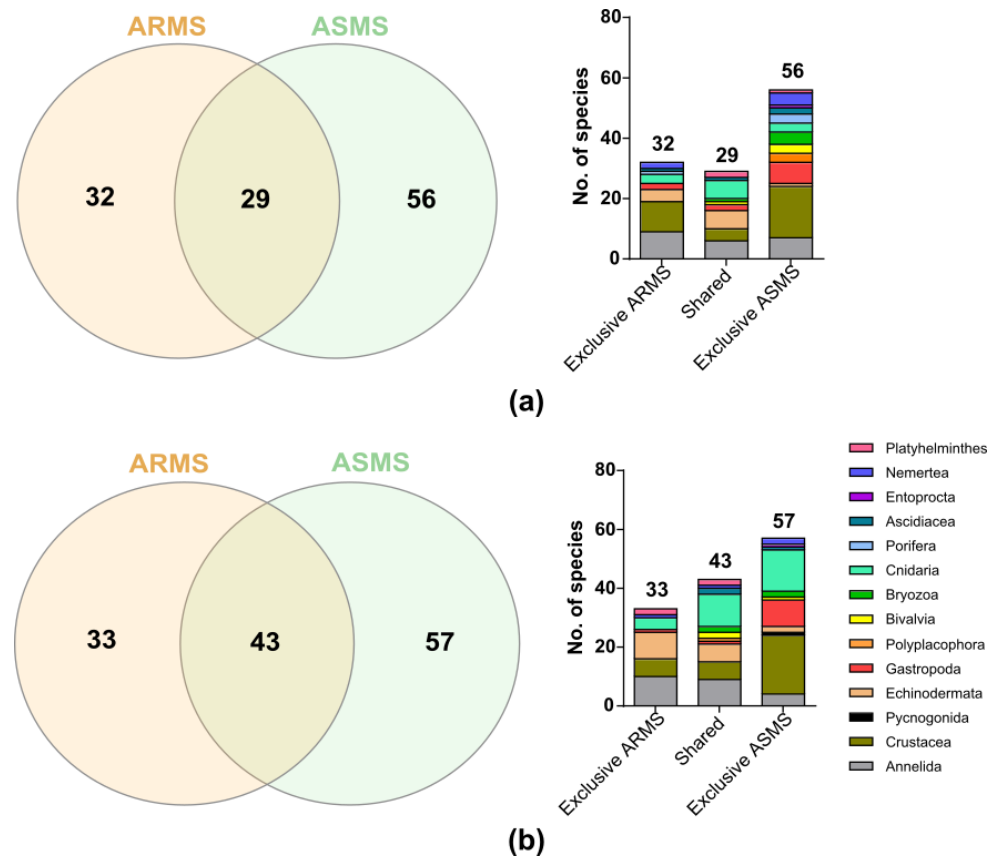 ARMS
ASMS
32
29
56
No. of species
80
60
40
20
0
32
29
56
Exclusive ARMS
Shared
Exclusive ASMS
(a)
ARMS
ASMS
33
43
57
No. of species
80
60
40
20
0
33
43
57
Exclusive ARMS
Shared
Exclusive ASMS
Platyhelminthes
Nemertea
Entoprocta
Ascidiacea
Porifera
Cnidaria
Bryozoa
Bivalvia
Polyplacophora
Gastropoda
Echinodermata
Pycnogonida
Crustacea
Annelida
(b)